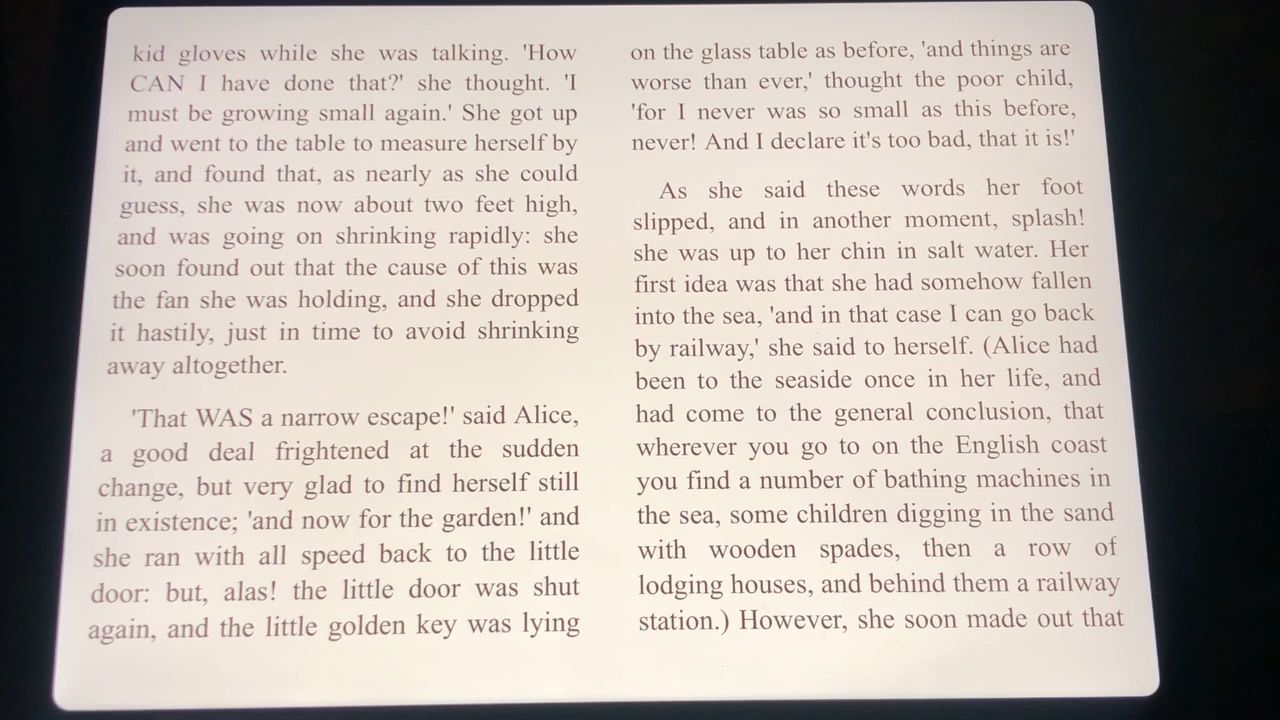 kid gloves while she was talking. 'How
CAN I have done that?' she thought. 'I
must be growing small again.' She got up
and went to the table to measure herself by
it, and found that, as nearly as she could
guess, she was now about two feet high,
and was going on shrinking rapidly: she
soon found out that the cause of this was
the fan she was holding, and she dropped
it hastily, just in time to avoid shrinking
away altogether.
'That WAS a narrow escape!' said Alice,
a good deal frightened at the sudden
change, but very glad to find herself still
in existence; 'and now for the garden!' and
she ran with all speed back to the little
door: but, alas! the little door was shut
again, and the little golden key was lying
on the glass table as before, 'and things are
worse than ever,' thought the poor child,
'for I never was so small as this before,
never! And I declare it's too bad, that it is!'
As she said these words her foot
slipped, and in another moment, splash!
she was up to her chin in salt water. Her
first idea was that she had somehow fallen
into the sea, 'and in that case I can go back
by railway,' she said to herself. (Alice had
been to the seaside once in her life, and
had come to the general conclusion, that
wherever you go to on the English coast
you find a number of bathing machines in
the sea, some children digging in the sand
with wooden spades, then a row of
lodging houses, and behind them a railway
station.) However, she soon made out that